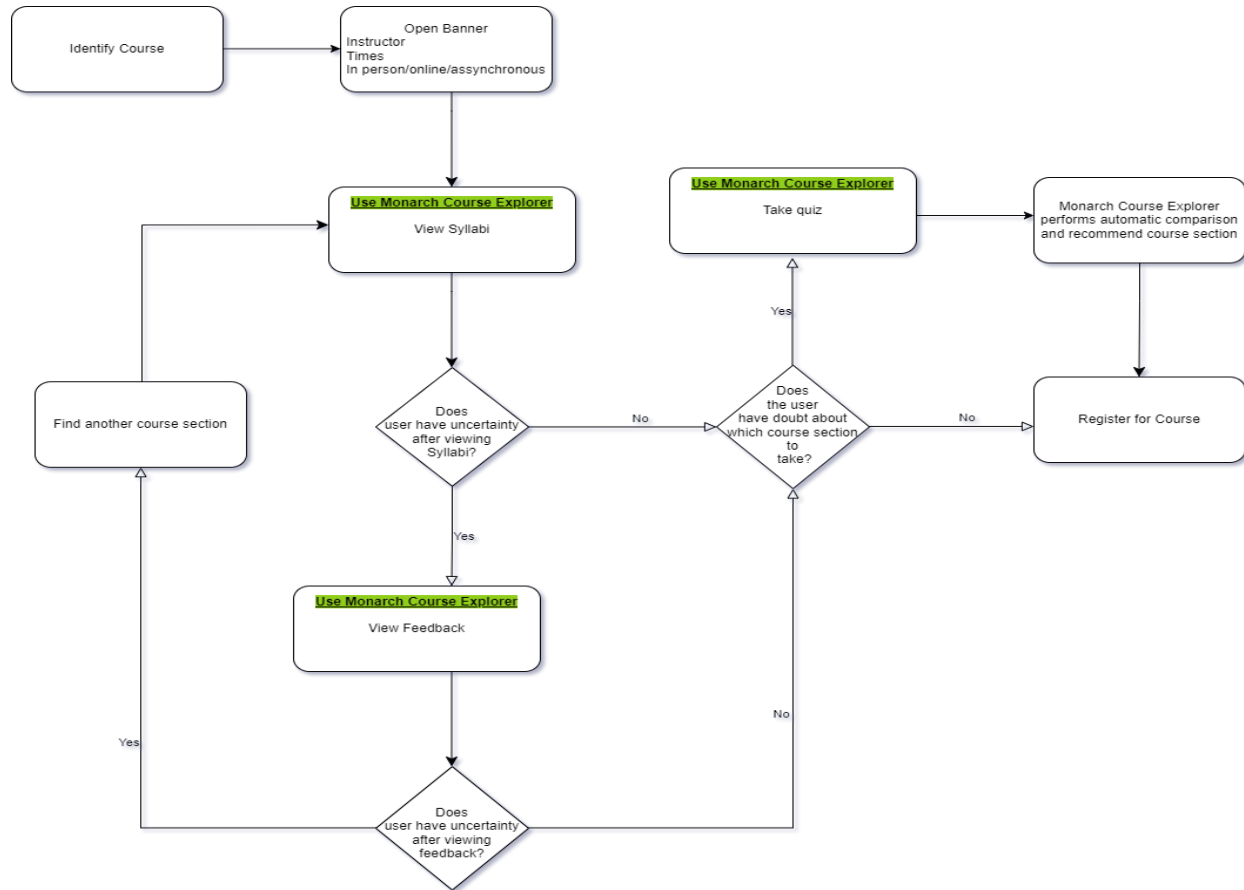 Identify Course
Open Banner
Instructor
Times
In person/online/assynchronous
Use Monarch Course Explorer
View Syllabi
Use Monarch Course Explorer
Take quiz
Monarch Course Explorer
performs automatic comparison
and recommend course section
Yes
Find another course section
Does
user have uncertainty
after viewing
Syllabi?
No
Does
the user
have doubt about
which course section
to
take?
No
Register for Course
Yes
Use Monarch Course Explorer
View Feedback
Yes
No
Does
user have uncertainty
after viewing
feedback?